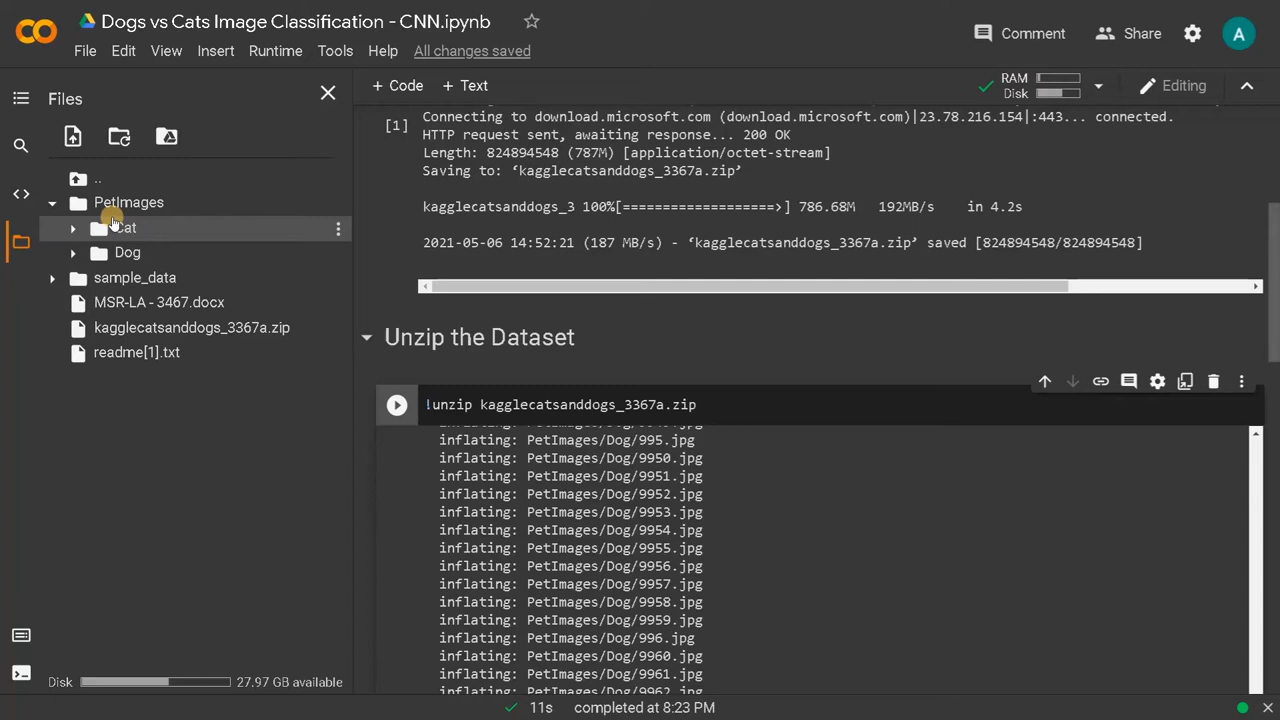 Dogs vs Cats Image Classification - CNN.ipynb
File Edit View Insert Runtime Tools Help All changes saved
Comment Share A
Files
+ Code + Text
RAM
Disk
Editing
..
PetImages
Cat
Dog
sample_data
MSR-LA - 3467.docx
kagglecatsanddogs_3367a.zip
readme[1].txt
Disk 27.97 GB available
[1]
Connecting to download.microsoft.com (download.microsoft.com)|23.78.216.154|:443... connected.
HTTP request sent, awaiting response... 200 OK
Length: 824894548 (787M) [application/octet-stream]
Saving to: ‘kagglecatsanddogs_3367a.zip’
kagglecatsanddogs_3 100%[===================>] 786.68M 192MB/s in 4.2s
2021-05-06 14:52:21 (187 MB/s) - ‘kagglecatsanddogs_3367a.zip’ saved [824894548/824894548]
Unzip the Dataset
!unzip kagglecatsanddogs_3367a.zip
inflating: PetImages/Dog/995.jpg
inflating: PetImages/Dog/9950.jpg
inflating: PetImages/Dog/9951.jpg
inflating: PetImages/Dog/9952.jpg
inflating: PetImages/Dog/9953.jpg
inflating: PetImages/Dog/9954.jpg
inflating: PetImages/Dog/9955.jpg
inflating: PetImages/Dog/9956.jpg
inflating: PetImages/Dog/9957.jpg
inflating: PetImages/Dog/9958.jpg
inflating: PetImages/Dog/9959.jpg
inflating: PetImages/Dog/996.jpg
inflating: PetImages/Dog/9960.jpg
inflating: PetImages/Dog/9961.jpg
inflating: PetImages/Dog/9962.jpg
11s completed at 8:23 PM